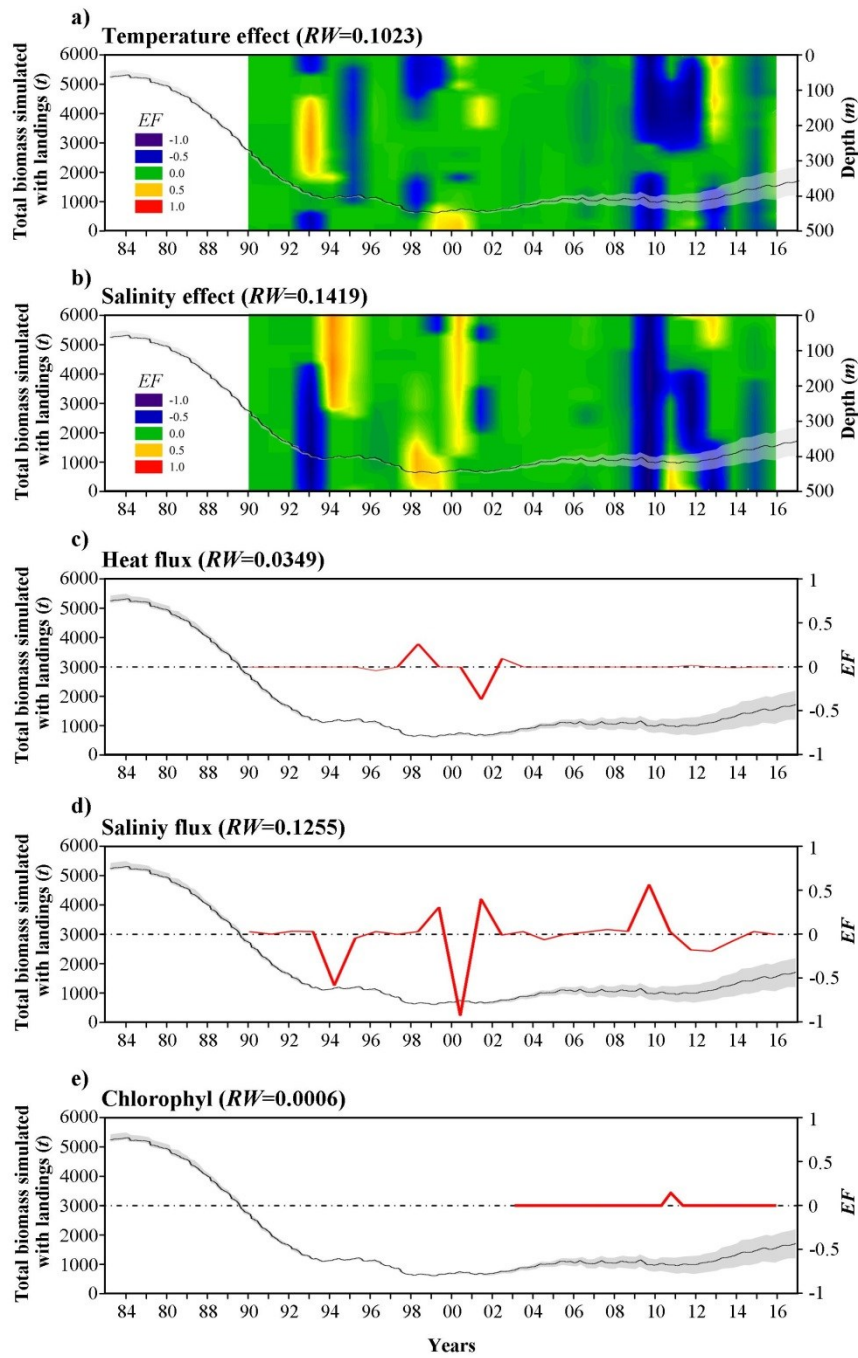 a)
Temperature effect (RW=0.1023)
Total biomass simulated
with landings (t)
6000
5000
4000
3000
2000
1000
0
EF
-1.0
-0.5
0.0
0.5
1.0
0
100
200
300
400
500
Depth (m)
84 80 88 90 92 94 96 98 00 02 04 06 08 10 12 14 16
b)
Salinity effect (RW=0.1419)
Total biomass simulated
with landings (t)
6000
5000
4000
3000
2000
1000
0
EF
-1.0
-0.5
0.0
0.5
1.0
0
100
200
300
400
500
Depth (m)
84 80 88 90 92 94 96 98 00 02 04 06 08 10 12 14 16
c)
Heat flux (RW=0.0349)
Total biomass simulated
with landings (t)
6000
5000
4000
3000
2000
1000
0
1
0.5
0
-0.5
-1
EF
84 80 88 90 92 94 96 98 00 02 04 06 08 10 12 14 16
d)
Saliniy flux (RW=0.1255)
Total biomass simulated
with landings (t)
6000
5000
4000
3000
2000
1000
0
1
0.5
0
-0.5
-1
EF
84 80 88 90 92 94 96 98 00 02 04 06 08 10 12 14 16
e)
Chlorophyl (RW=0.0006)
Total biomass simulated
with landings (t)
6000
5000
4000
3000
2000
1000
0
1
0.5
0
-0.5
-1
EF
84 80 88 90 92 94 96 98 00 02 04 06 08 10 12 14 16
Years